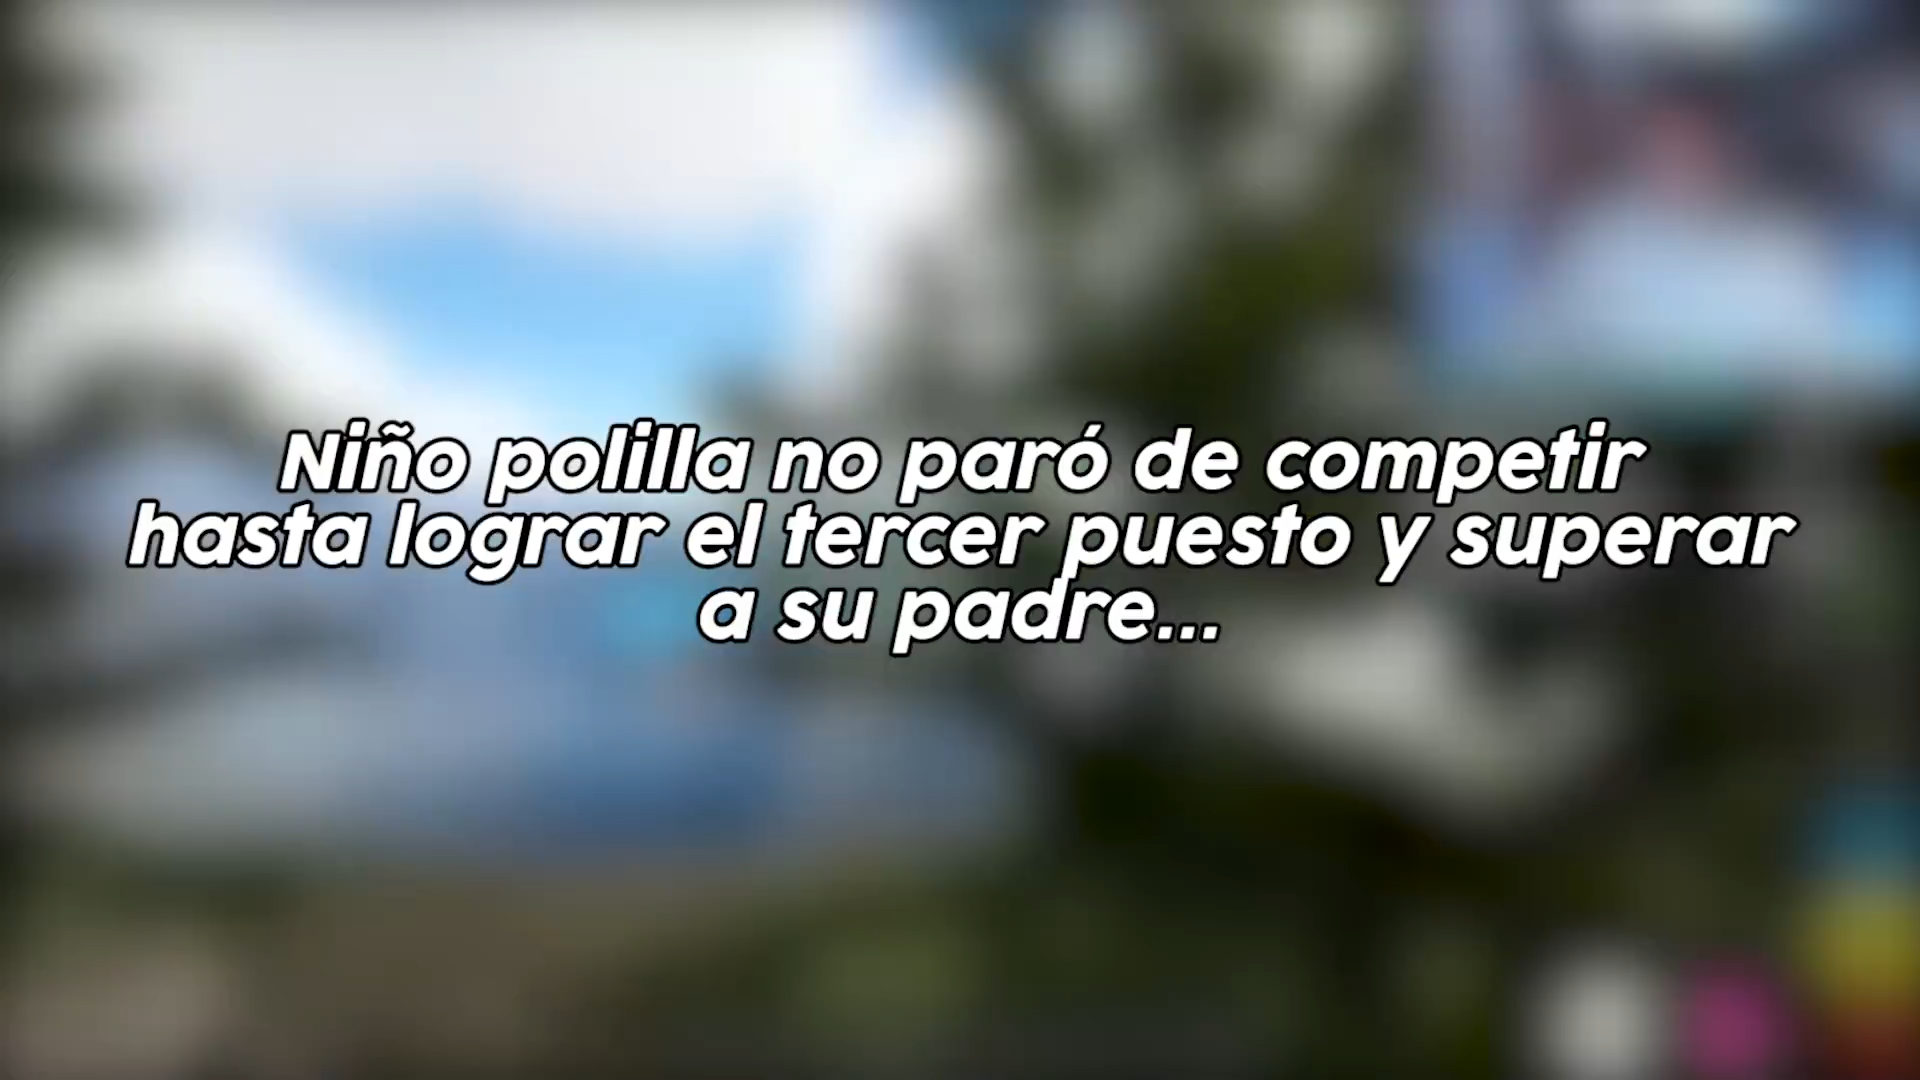 Niño polilla no paró de competir
hasta lograr el tercer puesto y superar
a su padre...